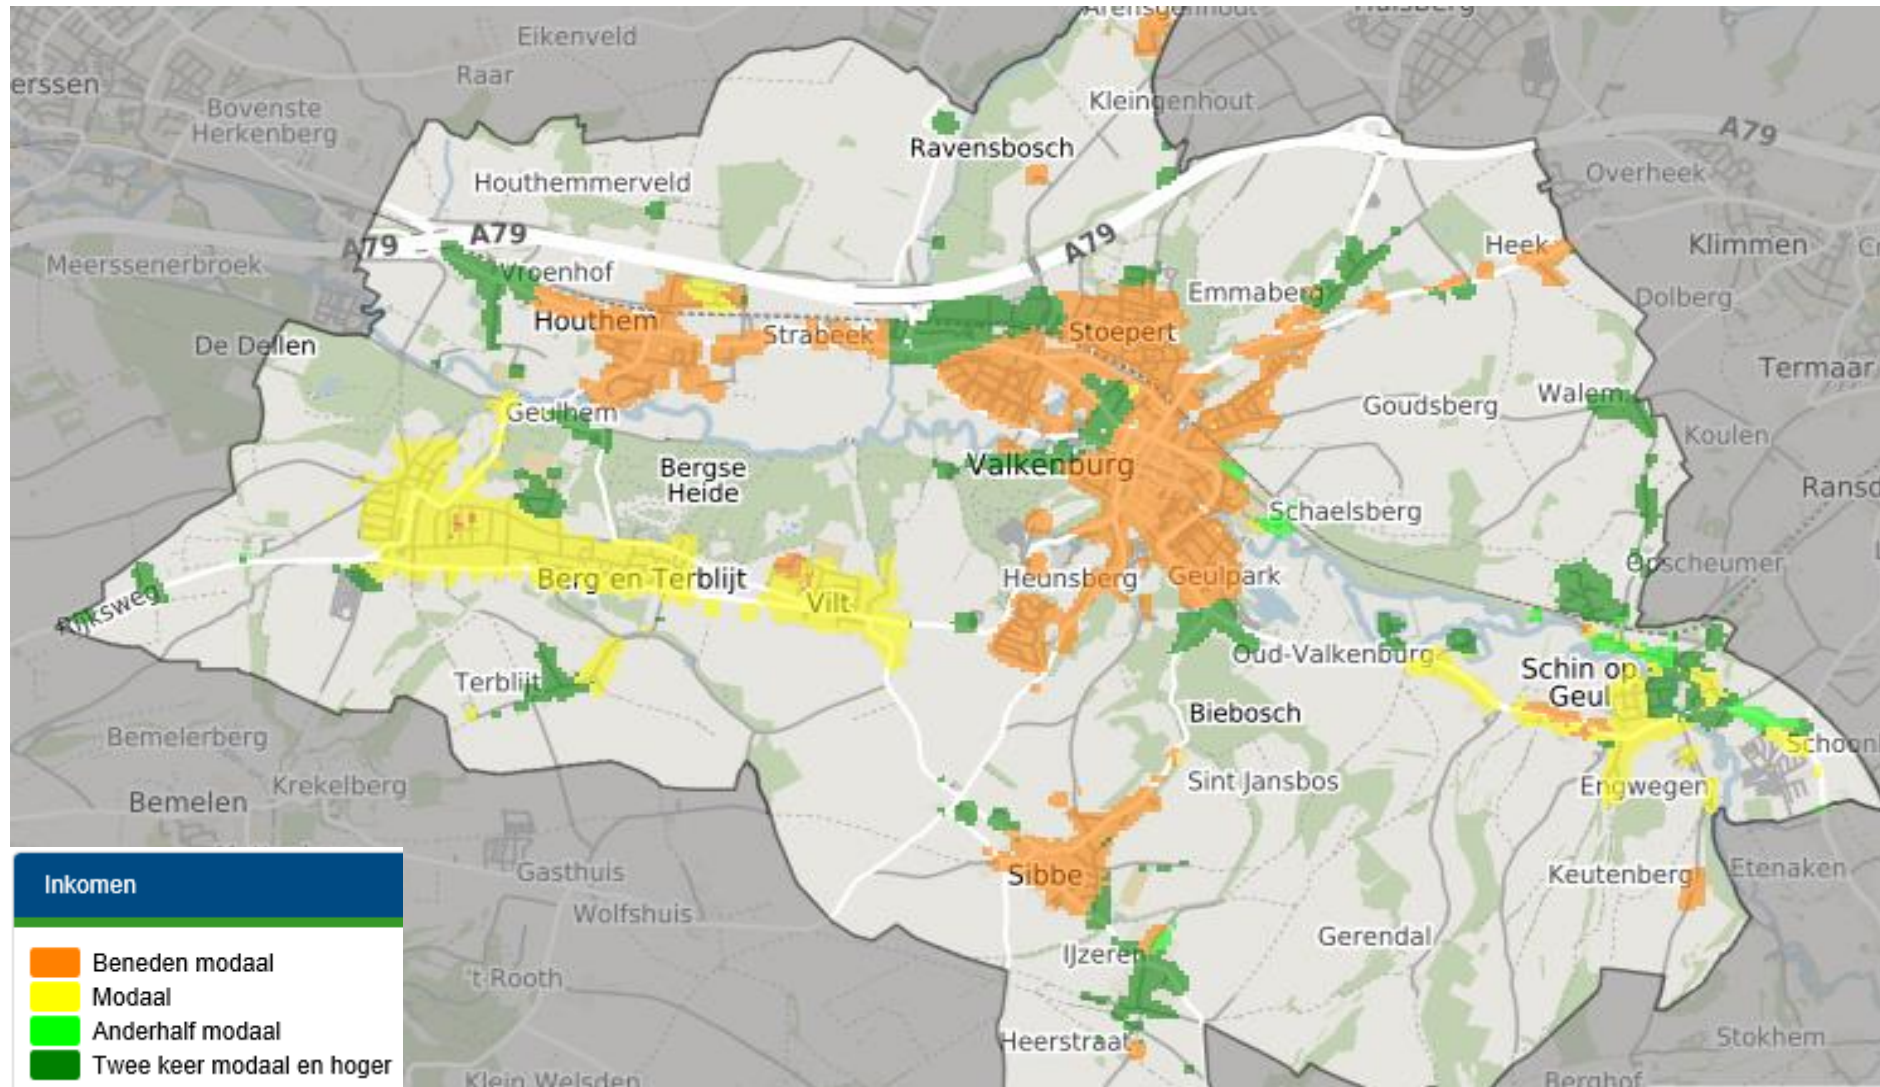 Eikenveld
Raar
erssen
Bovenste
Herkenberg
Kleingenhout
Ravensbosch
A79
Overheek
Houthemmerveld
A79
A79
A79
Heek
Klimmen
Meerssenerbroek
Vroenhof
Emmaberg
Dolberg
Houthem
Strabeek
Stoepert
De Dellen
Termaar
Walem
Geulhem
Goudsberg
Koulen
Bergse
Heide
Valkenburg
Schaelsberg
Berg en Terblijt
Heunsberg
Geulpark
Opscheumer
Rijksweg
Vilt
Oud-Valkenburg
Terblijt
Schin op
Geul
Biebosch
Bemelerberg
Sint Jansbos
Krekelberg
Engwegen
Bemelen
Gasthuis
Sibbe
Keutenberg
Etenaken
Inkomen
Wolfshuis
Gerendal
IJzeren
Beneden modaal
't Rooth
Modaal
Anderhalf modaal
Heerstraat
Stokhem
Twee keer modaal en hoger
Klein Welsden
Berghof